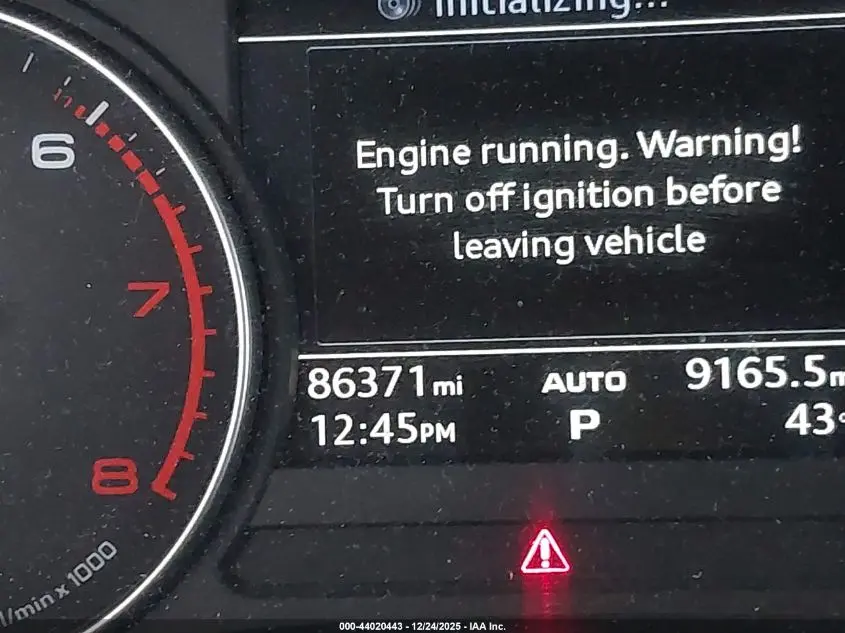 Initializing...
6
Engine running. Warning!
Turn off ignition before
leaving vehicle
7
86371mi AUTO 9165.5m
12:45PM P 43°
8
1/min x 1000
000-44020443 - 12/24/2025 - IAA Inc.